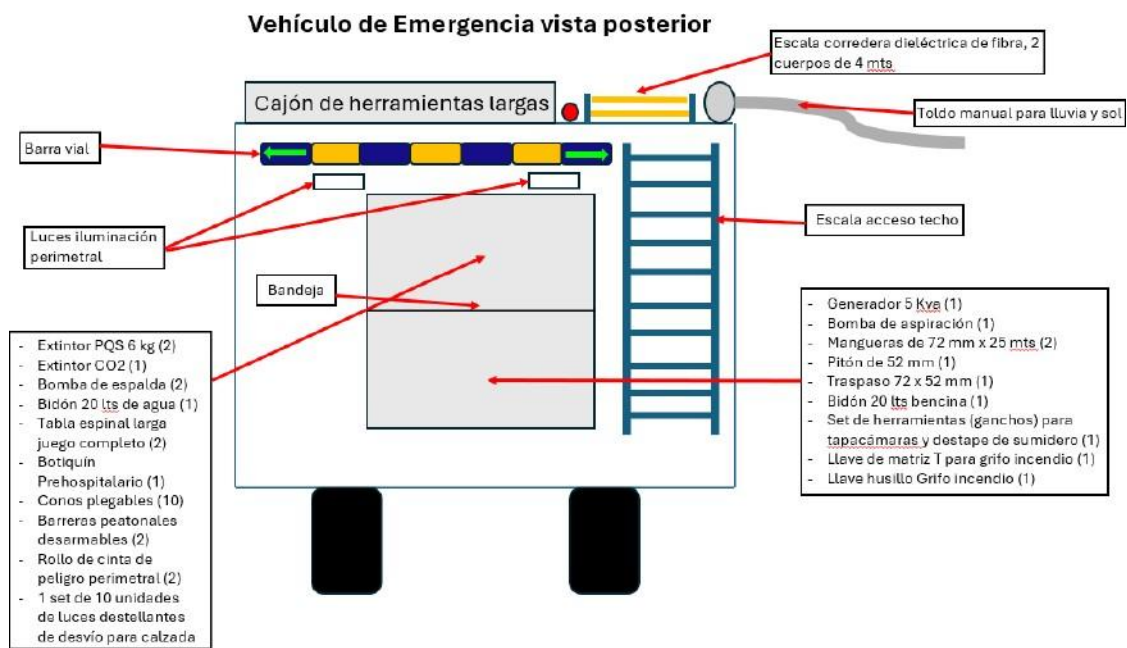 Vehículo de Emergencia vista posterior
Escala corredera dieléctrica de fibra, 2
cuerpos de 4 mts
Cajón de herramientas largas
Toldo manual para lluvia y sol
Barra vial
Escala acceso techo
Luces iluminación
perimetral
Bandeja
- Extintor PQS 6 kg (2)
- Extintor CO2 (1)
- Bomba de espalda (2)
- Bidón 20 lts de agua (1)
- Tabla espinal larga
juego completo (2)
- Botiquín
Prehospitalario (1)
- Conos plegables (10)
- Barreras peatonales
desarmables (2)
- Rollo de cinta de
peligro perimetral (2)
- 1 set de 10 unidades
de luces destellantes
de desvío para calzada
- Generador 5 Kva (1)
- Bomba de aspiración (1)
- Mangueras de 72 mm x 25 mts (2)
- Pitón de 52 mm (1)
- Traspaso 72 x 52 mm (1)
- Bidón 20 lts bencina (1)
- Set de herramientas (ganchos) para
tapacámaras y destape de sumidero (1)
- Llave de matriz T para grifo incendio (1)
- Llave husillo Grifo incendio (1)